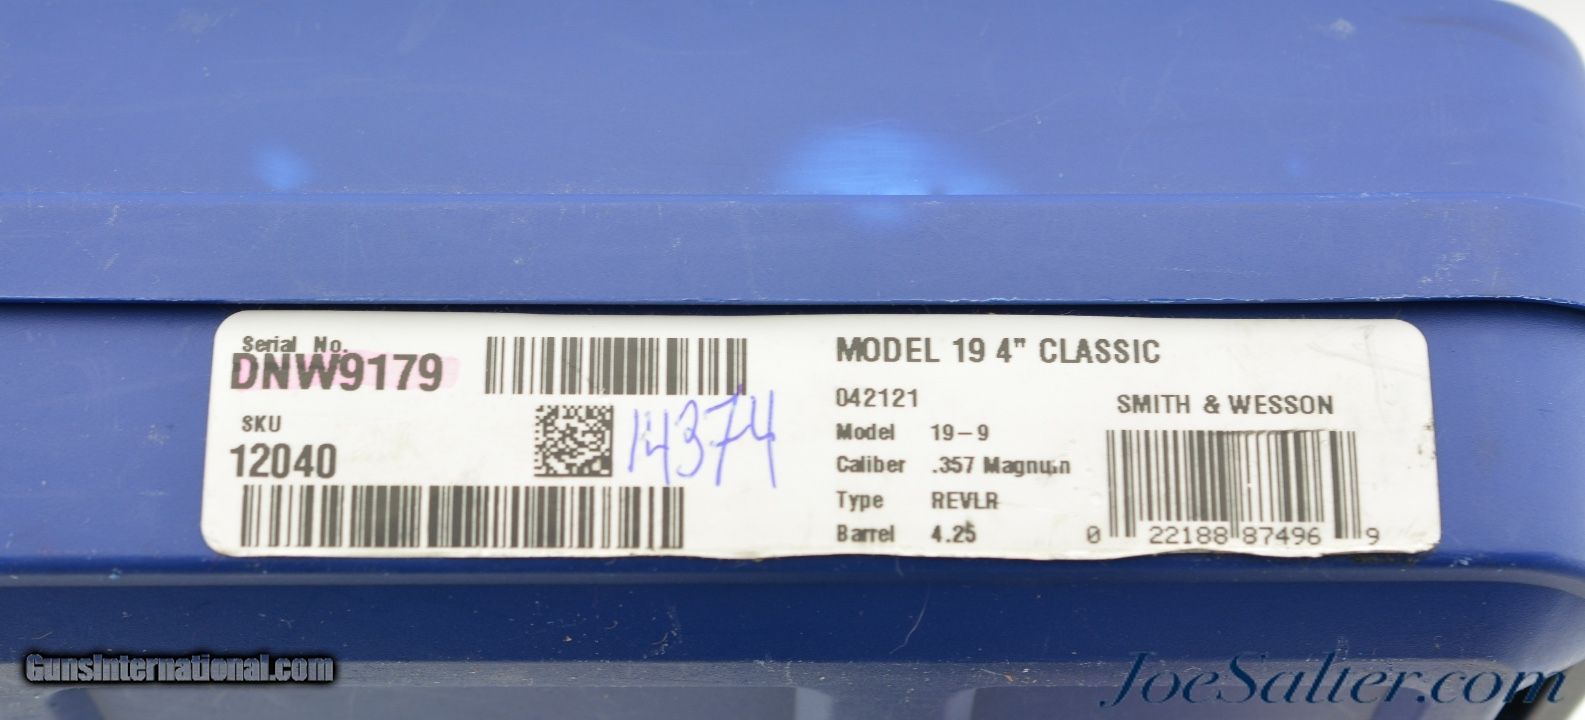 Serial No.
DNW9179
SKU
12040
14374
MODEL 19 4" CLASSIC
042121
Model 19-9
Caliber .357 Magnum
Type REVLR
Barrel 4.25
SMITH & WESSON
0 22188 87496 9
GunsInternational.com
JoeSalter.com